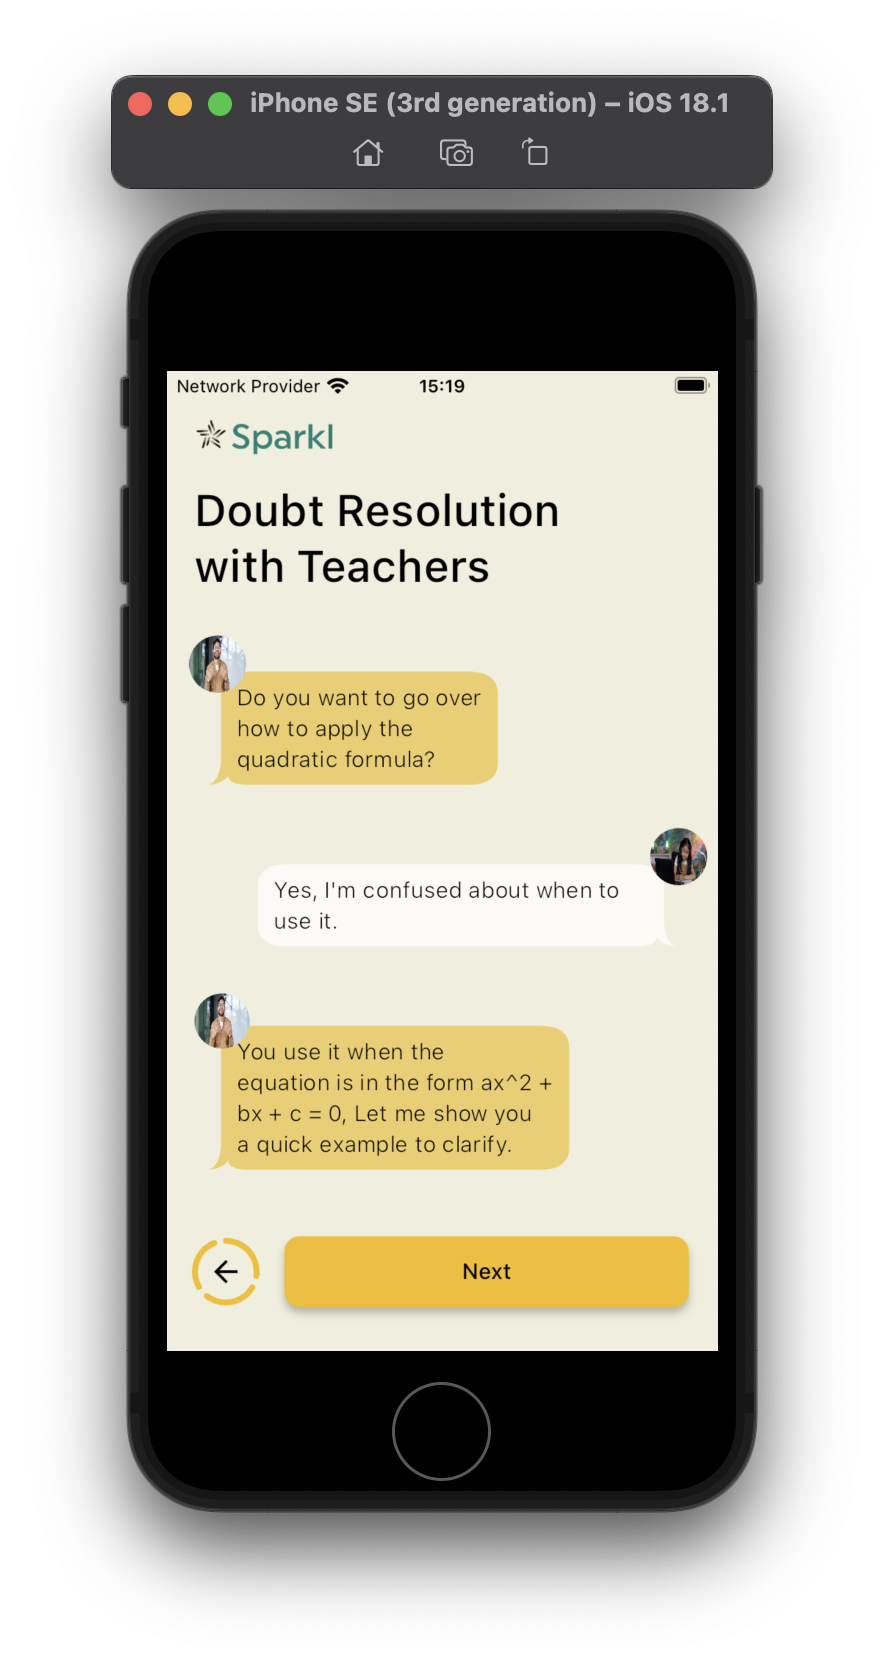 iPhone SE (3rd generation) – iOS 18.1
Network Provider 15:19
Sparkl
Doubt Resolution
with Teachers
Do you want to go over
how to apply the
quadratic formula?
Yes, I'm confused about when to
use it.
You use it when the
equation is in the form ax^2 +
bx + c = 0, Let me show you
a quick example to clarify.
Next